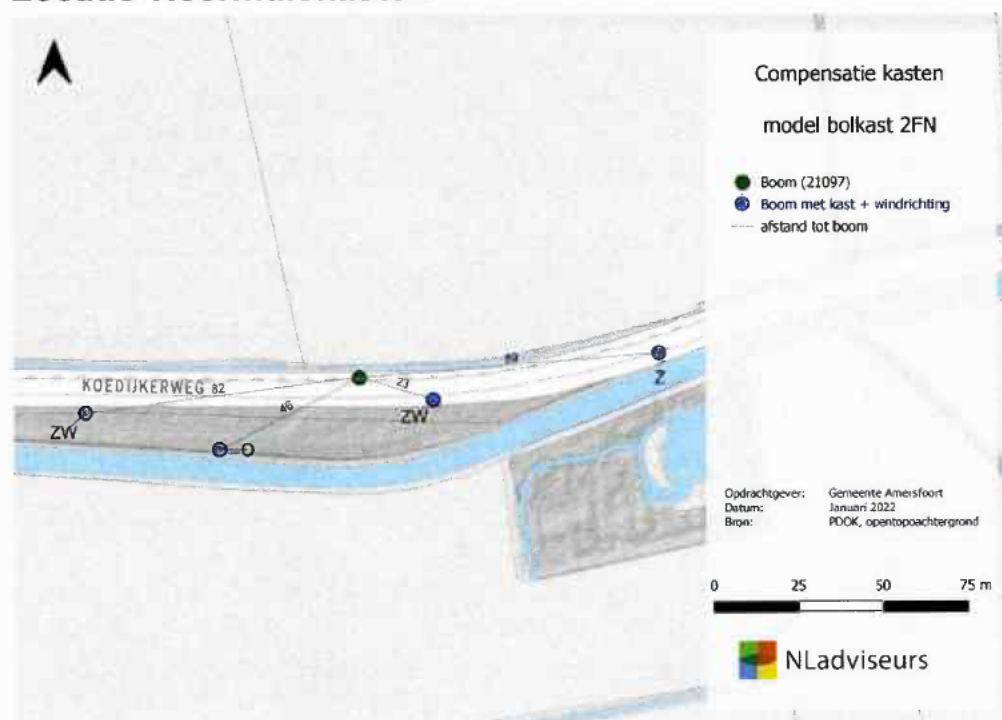 Compensatie kasten
model bolkast 2FN
Boom (21097)
Boom met kast + windrichting
afstand tot boom
KOEDIJKERWEG 82
23
46
ZW
ZW
Z
O
Opdrachtgever: Gemeente Amersfoort
Datum: Januari 2022
Bron: PDOK, opentopoachtergrond
0 25 50 75 m
NLadviseurs